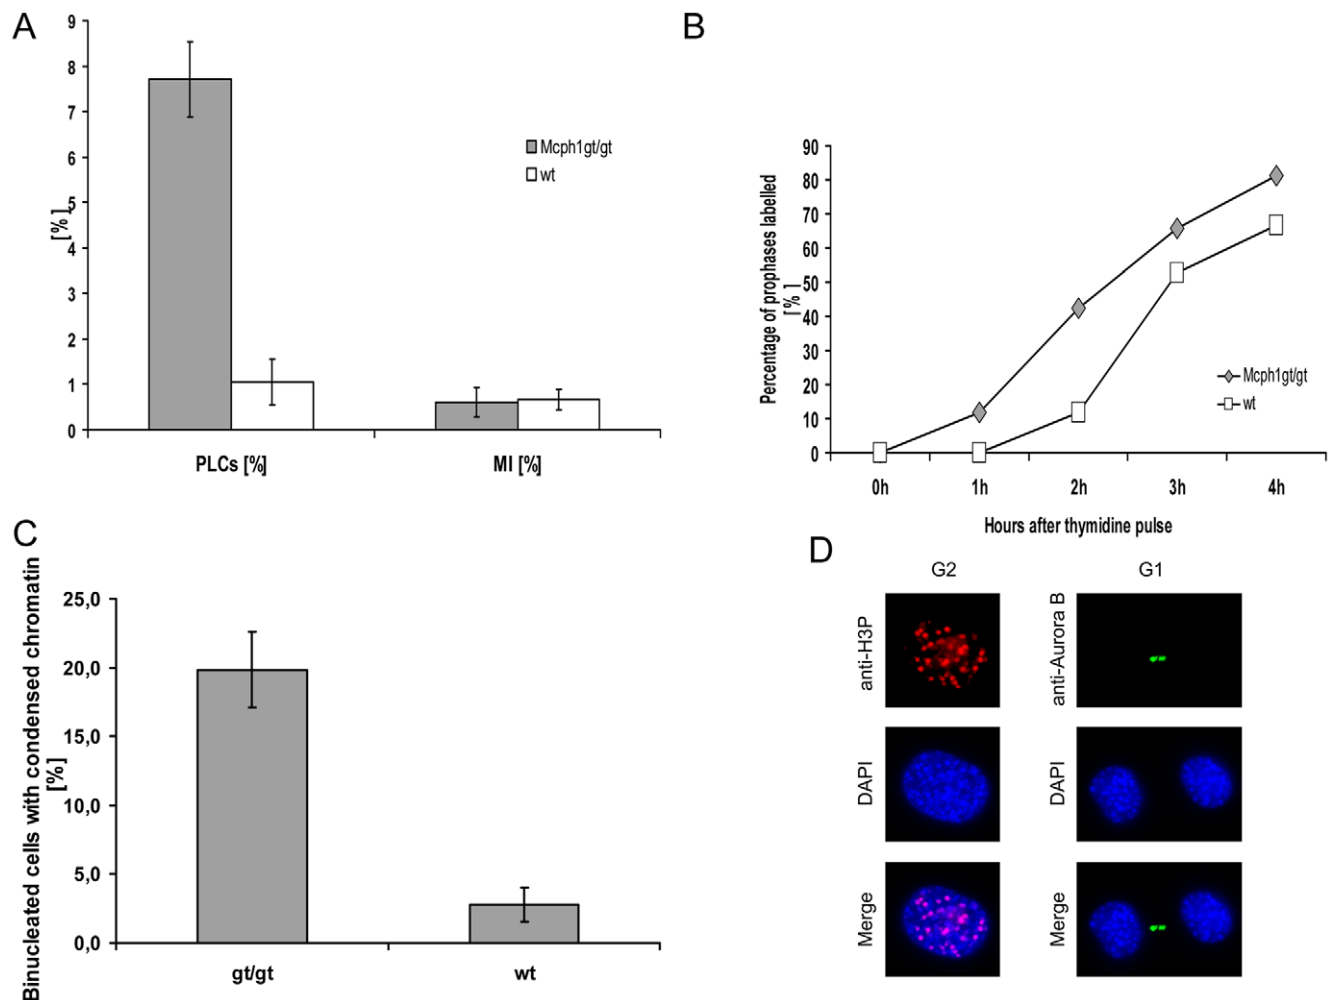 A
9
8
7
6
5
4
3
2
1
0
[%]
Mcph1gt/gt
wt
PLCs [%]
MI [%]
B
90
80
70
60
50
40
30
20
10
0
Percentage of prophases labelled
[% ]
Mcph1gt/gt
wt
0h
1h
2h
3h
4h
Hours after thymidine pulse
C
Binucleated cells with condensed chromatin
[%]
25,0
20,0
15,0
10,0
5,0
0,0
gt/gt
wt
D
G2
G1
anti-H3P
anti-Aurora B
DAPI
DAPI
Merge
Merge